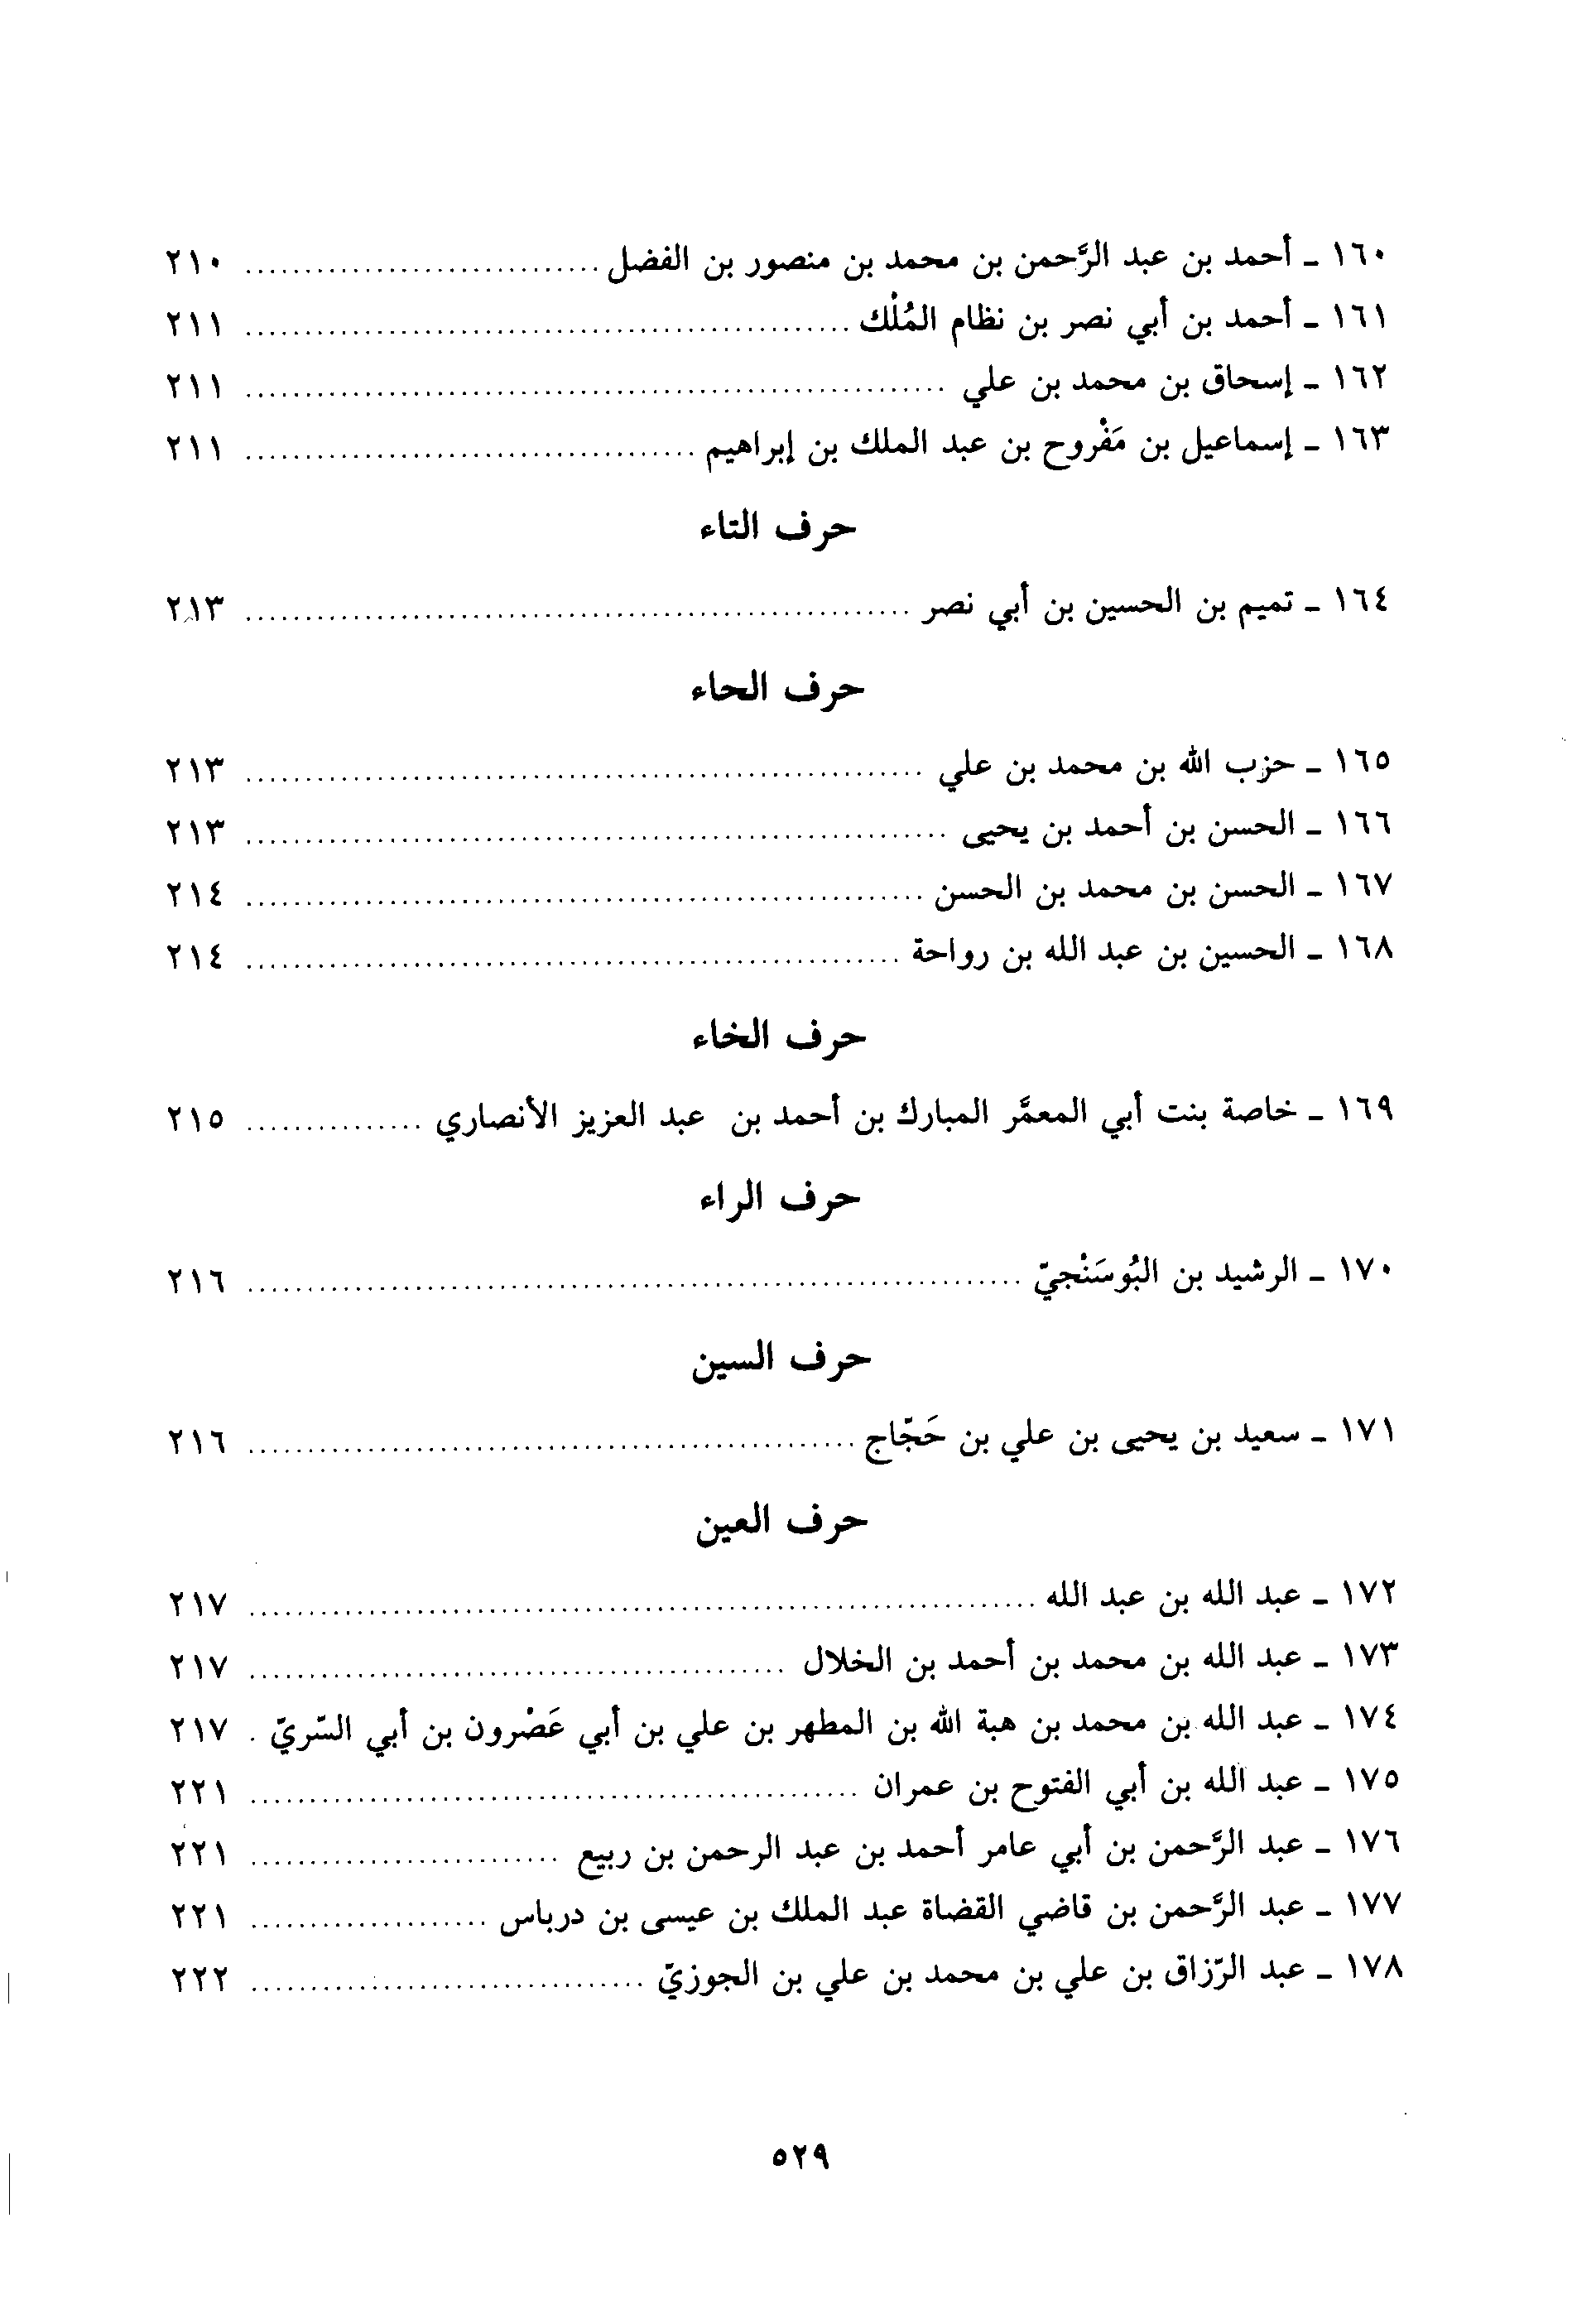 ١٦٠ ـ أحمد بن عبد الرَّحمن بن محمد بن منصور بن الفضل .............................. ٢١٠
١٦١ ـ أحمد بن أبي نصر بن نظام المُلْك .................................................. ٢١١
١٦٢ ـ إسحاق بن محمد بن علي .......................................................... ٢١١
١٦٣ ـ إسماعيل بن مَفْروح بن عبد الملك بن إبراهيم ..................................... ٢١١
حرف التاء
١٦٤ ـ تميم بن الحسين بن أبي نصر ....................................................... ٢١٣
حرف الحاء
١٦٥ ـ حزب الله بن محمد بن علي ........................................................ ٢١٣
١٦٦ ـ الحسن بن أحمد بن يحيى .......................................................... ٢١٣
١٦٧ ـ الحسن بن محمد بن الحسن ........................................................ ٢١٤
١٦٨ ـ الحسين بن عبد الله بن رواحة ...................................................... ٢١٤
حرف الخاء
١٦٩ ـ خاصة بنت أبي المعمَّر المبارك بن أحمد بن عبد العزيز الأنصاري ............... ٢١٥
حرف الراء
١٧٠ ـ الرشيد بن البُوسَنْجيّ ................................................................ ٢١٦
حرف السين
١٧١ ـ سعيد بن يحيى بن علي بن حَجّاج .................................................. ٢١٦
حرف العين
١٧٢ ـ عبد الله بن عبد الله ................................................................. ٢١٧
١٧٣ ـ عبد الله بن محمد بن أحمد بن الخلال ............................................. ٢١٧
١٧٤ ـ عبد الله بن محمد بن هبة الله بن المطهر بن علي بن أبي عَصْرون بن أبي السّريّ . ٢١٧
١٧٥ ـ عبد الله بن أبي الفتوح بن عمران .................................................. ٢٢١
١٧٦ ـ عبد الرَّحمن بن أبي عامر أحمد بن عبد الرحمن بن ربيع .......................... ٢٢١
١٧٧ ـ عبد الرَّحمن بن قاضي القضاة عبد الملك بن عيسى بن درباس .................... ٢٢١
١٧٨ ـ عبد الرّزاق بن علي بن محمد بن علي بن الجوزيّ ................................. ٢٢٢
٥٢٩